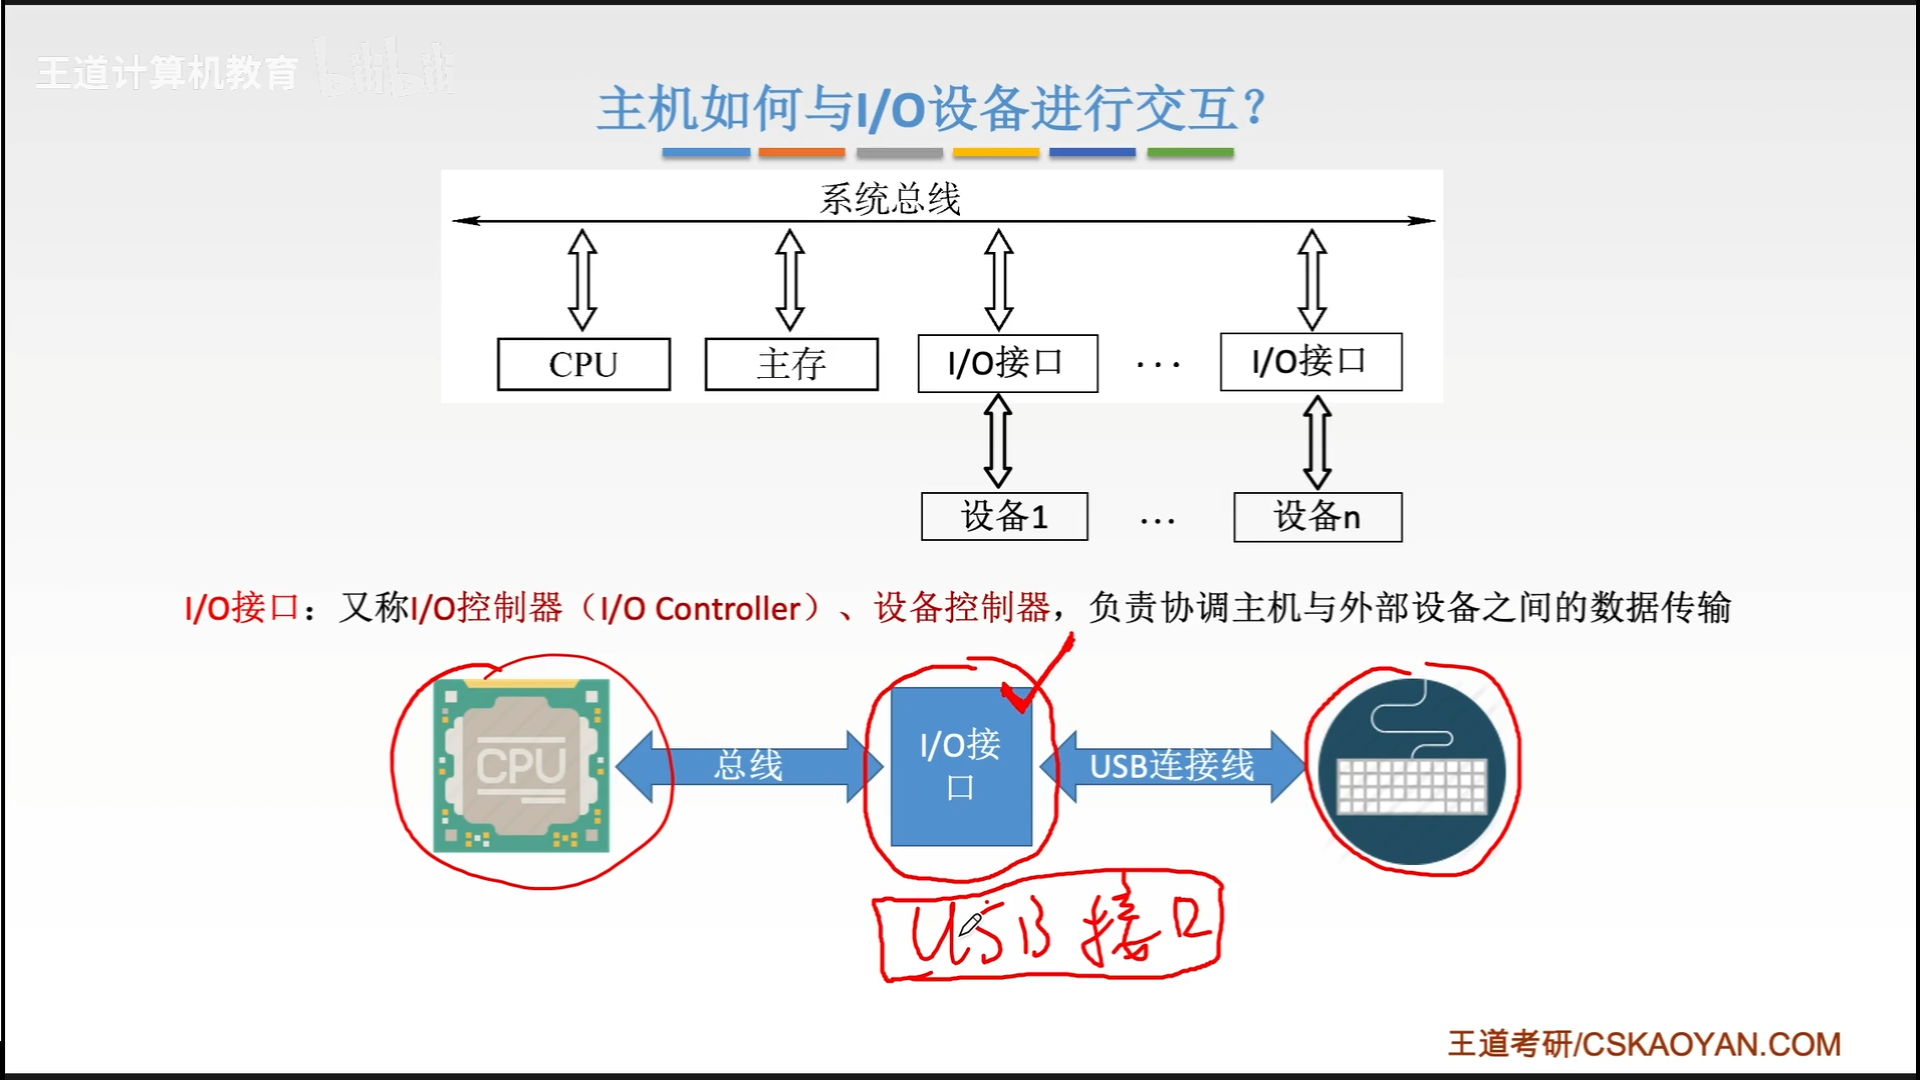 王道计算机教育 bilibili
主机如何与I/O设备进行交互?
系统总线
CPU
主存
I/O接口
...
I/O接口
设备1
...
设备n
I/O接口：又称I/O控制器（I/O Controller）、设备控制器，负责协调主机与外部设备之间的数据传输
CPU
总线
I/O接
口
USB连接线
USB 接口
王道考研/CSKAOYAN.COM